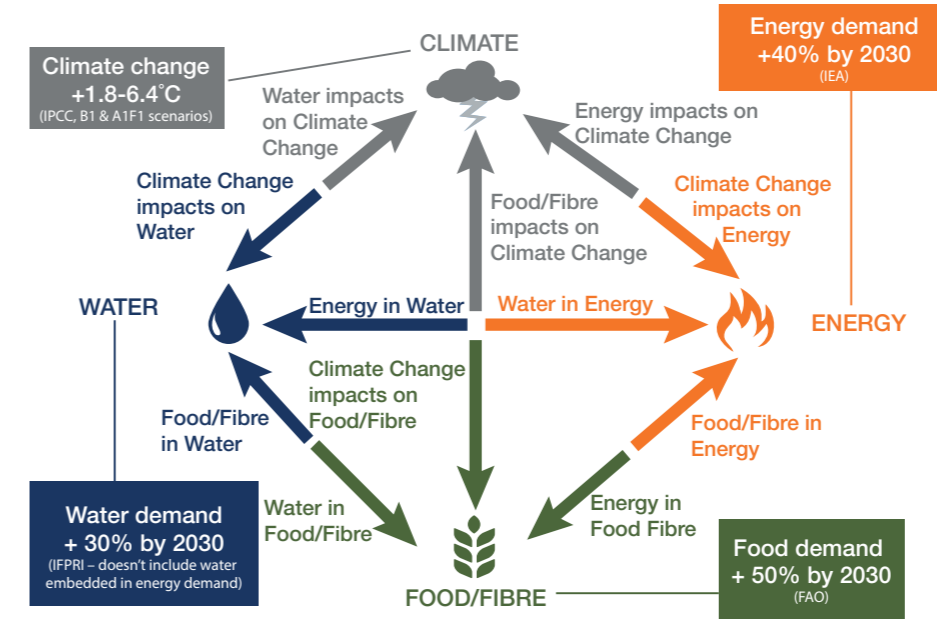 CLIMATE
Climate change
+1.8-6.4°C
(IPCC, B1 & A1F1 scenarios)
Energy demand
+40% by 2030
(IEA)
Water impacts
on Climate
Change
Energy impacts on
Climate Change
Climate Change
impacts on
Water
Food/Fibre
impacts on
Climate Change
Climate Change
impacts on
Energy
WATER
Energy in Water
Water in Energy
ENERGY
Climate Change
impacts on
Food/Fibre
Food/Fibre
in Water
Food/Fibre in
Energy
Water in
Food/Fibre
Energy in
Food Fibre
Water demand
+ 30% by 2030
(IFPRI – doesn't include water
embedded in energy demand)
FOOD/FIBRE
Food demand
+ 50% by 2030
(FAO)